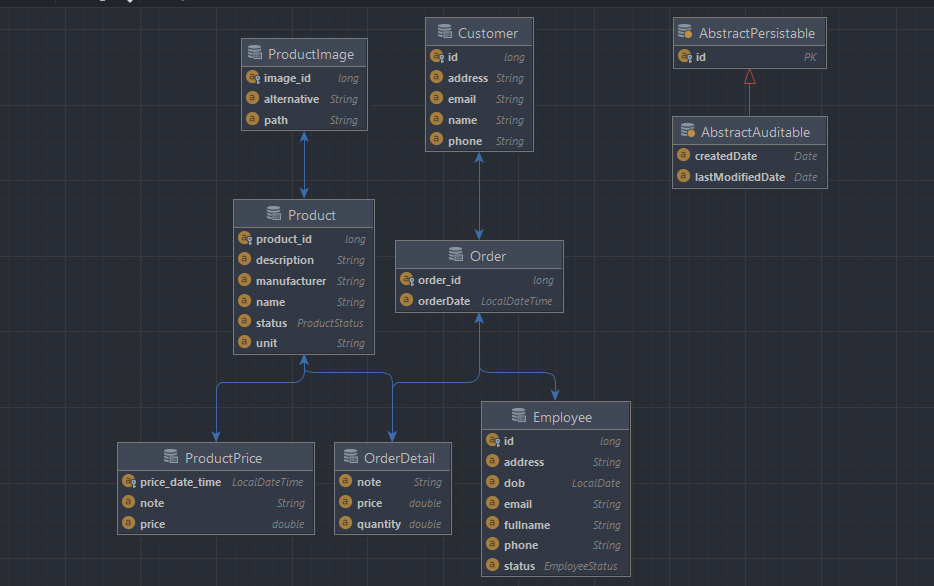 ProductImage
image_id long
alternative String
path String
Customer
id long
address String
email String
name String
phone String
AbstractPersistable
id PK
AbstractAuditable
createdDate Date
lastModifiedDate Date
Product
product_id long
description String
manufacturer String
name String
status ProductStatus
unit String
Order
order_id long
orderDate LocalDateTime
ProductPrice
price_date_time LocalDateTime
note String
price double
OrderDetail
note String
price double
quantity double
Employee
id long
address String
dob LocalDate
email String
fullname String
phone String
status EmployeeStatus